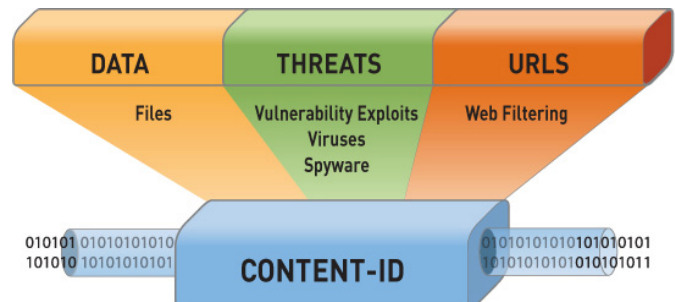 DATA THREATS URLS
Files Vulnerability Exploits Web Filtering
Viruses
Spyware
010101 01010101010 01010101010101010101
101010 10101010101 10101010101010101011
CONTENT-ID